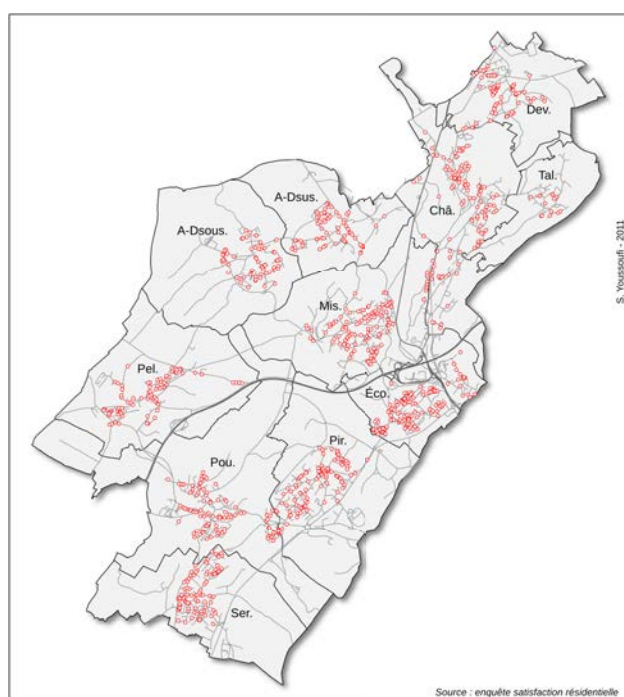 Dev.
Tal.
Châ.
A-Dsus.
A-Dsous.
Mis.
Pel.
Éco.
Pir.
Pou.
Ser.
S. Youssoufi - 2011
Source : enquête satisfaction résidentielle